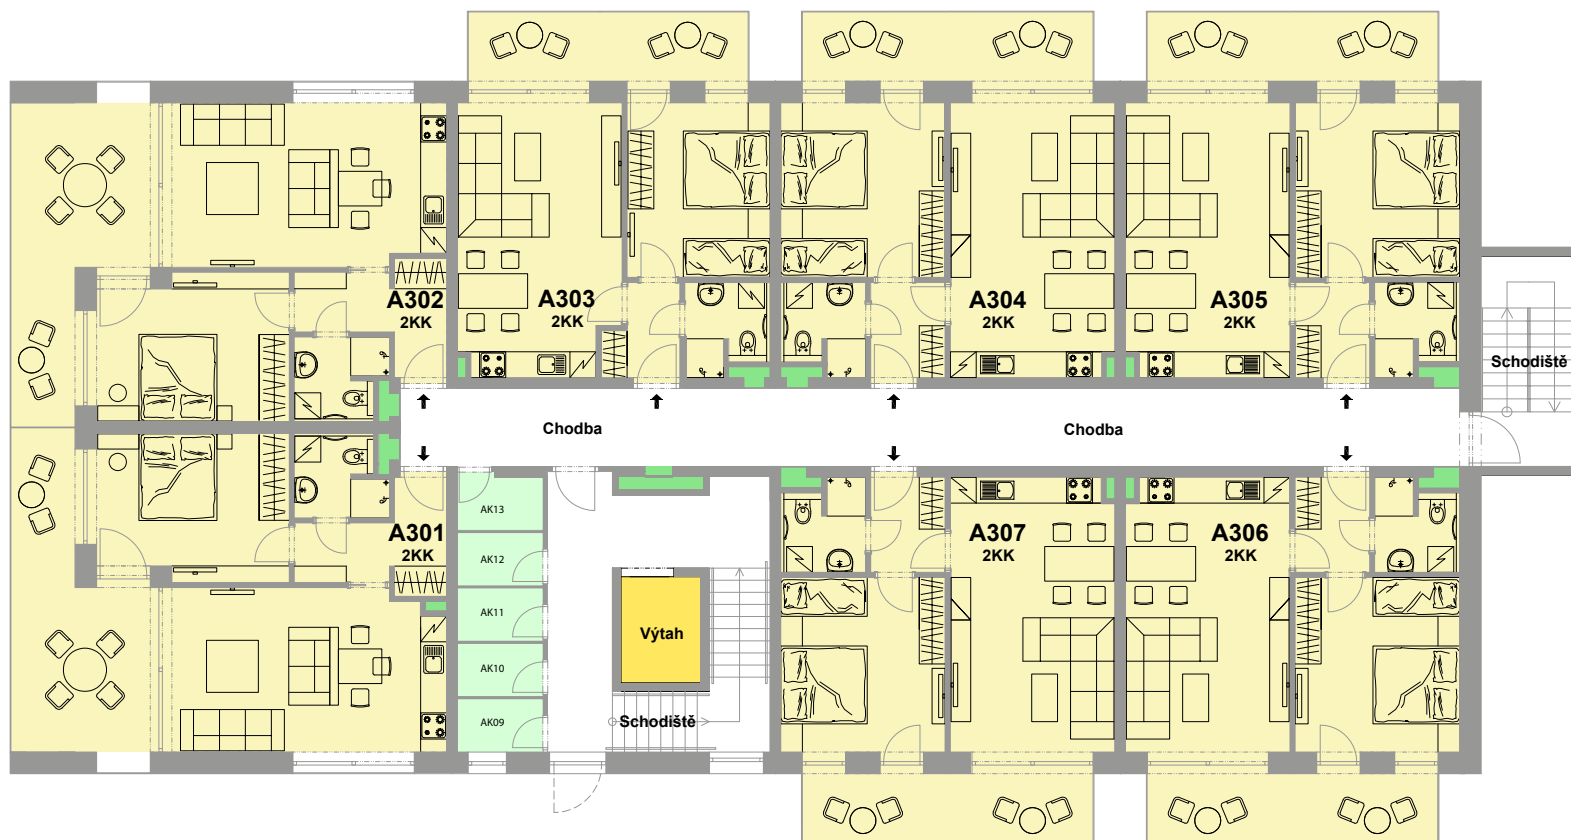 A302
2KK
A303
2KK
A304
2KK
A305
2KK
Schodiště
Chodba
Chodba
A301
2KK
AK13
AK12
AK11
AK10
AK09
Výtah
Schodiště
A307
2KK
A306
2KK